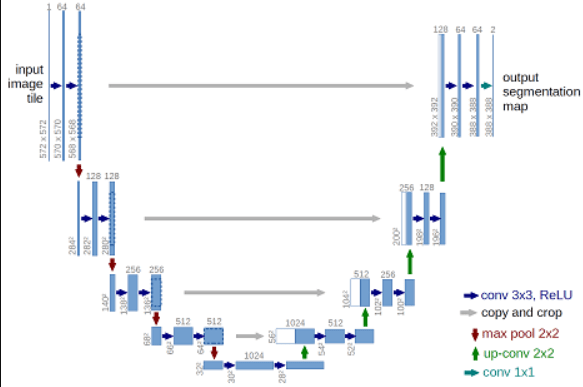 1 64 64
128 64 64 2
input
image
tile
output
segmentation
map
572 x 572
570 x 570
568 x 568
392 x 392
390 x 390
388 x 388
388 x 388
128 128
256 128
284²
282²
280²
200²
198²
196²
256 256
512 256
140²
138²
136²
104²
102²
100²
512 512
1024 512
68²
66²
64²
56²
54²
52²
1024
32²
30²
28²
conv 3x3, ReLU
copy and crop
max pool 2x2
up-conv 2x2
conv 1x1